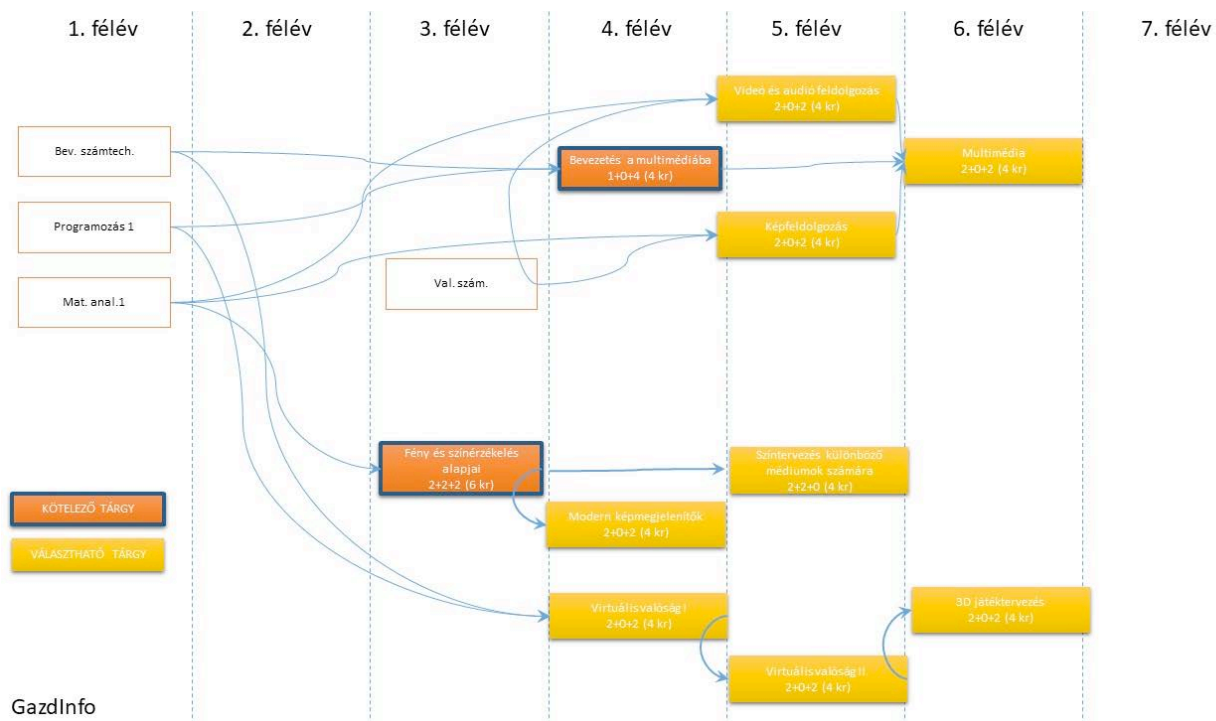 1. félév
2. félév
3. félév
4. félév
5. félév
6. félév
7. félév
Videó és audió feldolgozás
2+0+2 (4 kr)
Bev. számtech.
Bevezetés a multimédiába
1+0+4 (4 kr)
Multimédia
2+0+2 (4 kr)
Programozás 1
Képfeldolgozás
2+0+2 (4 kr)
Mat. anal.1
Val. szám.
Fény és színérzékelés
alapjai
2+2+2 (6 kr)
Színtervezés különböző
médiumok számára
2+2+0 (4 kr)
KÖTELEZŐ TÁRGY
Modern képmegjelenítők
2+0+2 (4 kr)
VÁLASZTHATÓ TÁRGY
Virtuális valóság I
2+0+2 (4 kr)
3D játéktervezés
2+0+2 (4 kr)
Virtuális valóság II.
2+0+2 (4 kr)
GazdInfo